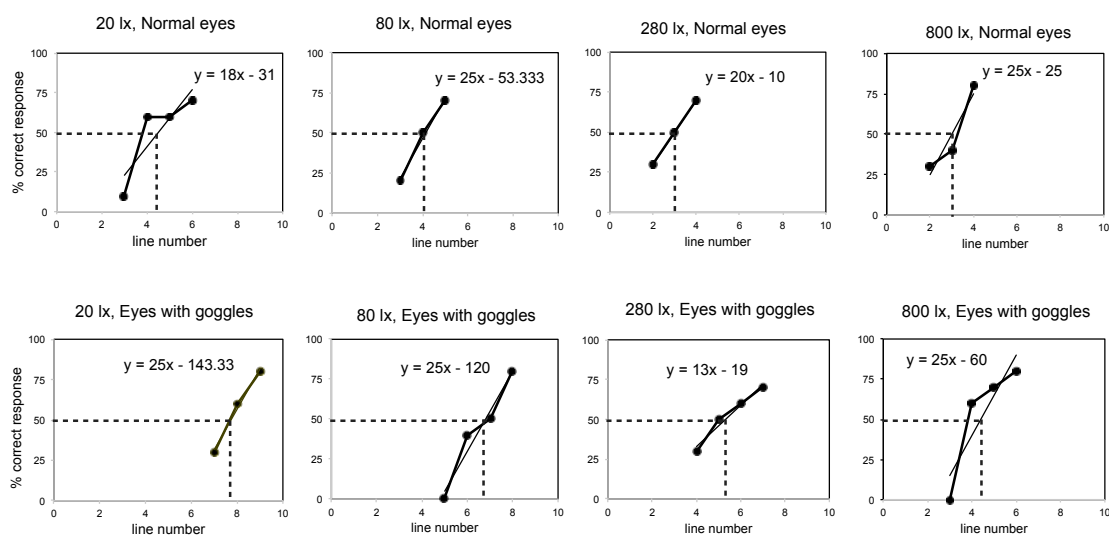 20 lx, Normal eyes
80 lx, Normal eyes
280 lx, Normal eyes
800 lx, Normal eyes
% correct response
100
75
50
25
0
y = 18x - 31
0 2 4 6 8 10
line number
100
75
50
25
0
y = 25x - 53.333
0 2 4 6 8 10
line number
100
75
50
25
0
y = 20x - 10
0 2 4 6 8 10
line number
100
75
50
25
0
y = 25x - 25
0 2 4 6 8 10
line number
20 lx, Eyes with goggles
80 lx, Eyes with goggles
280 lx, Eyes with goggles
800 lx, Eyes with goggles
% correct response
100
75
50
25
0
y = 25x - 143.33
0 2 4 6 8 10
line number
100
75
50
25
0
y = 25x - 120
0 2 4 6 8 10
line number
100
75
50
25
0
y = 13x - 19
0 2 4 6 8 10
line number
100
75
50
25
0
y = 25x - 60
0 2 4 6 8 10
line number